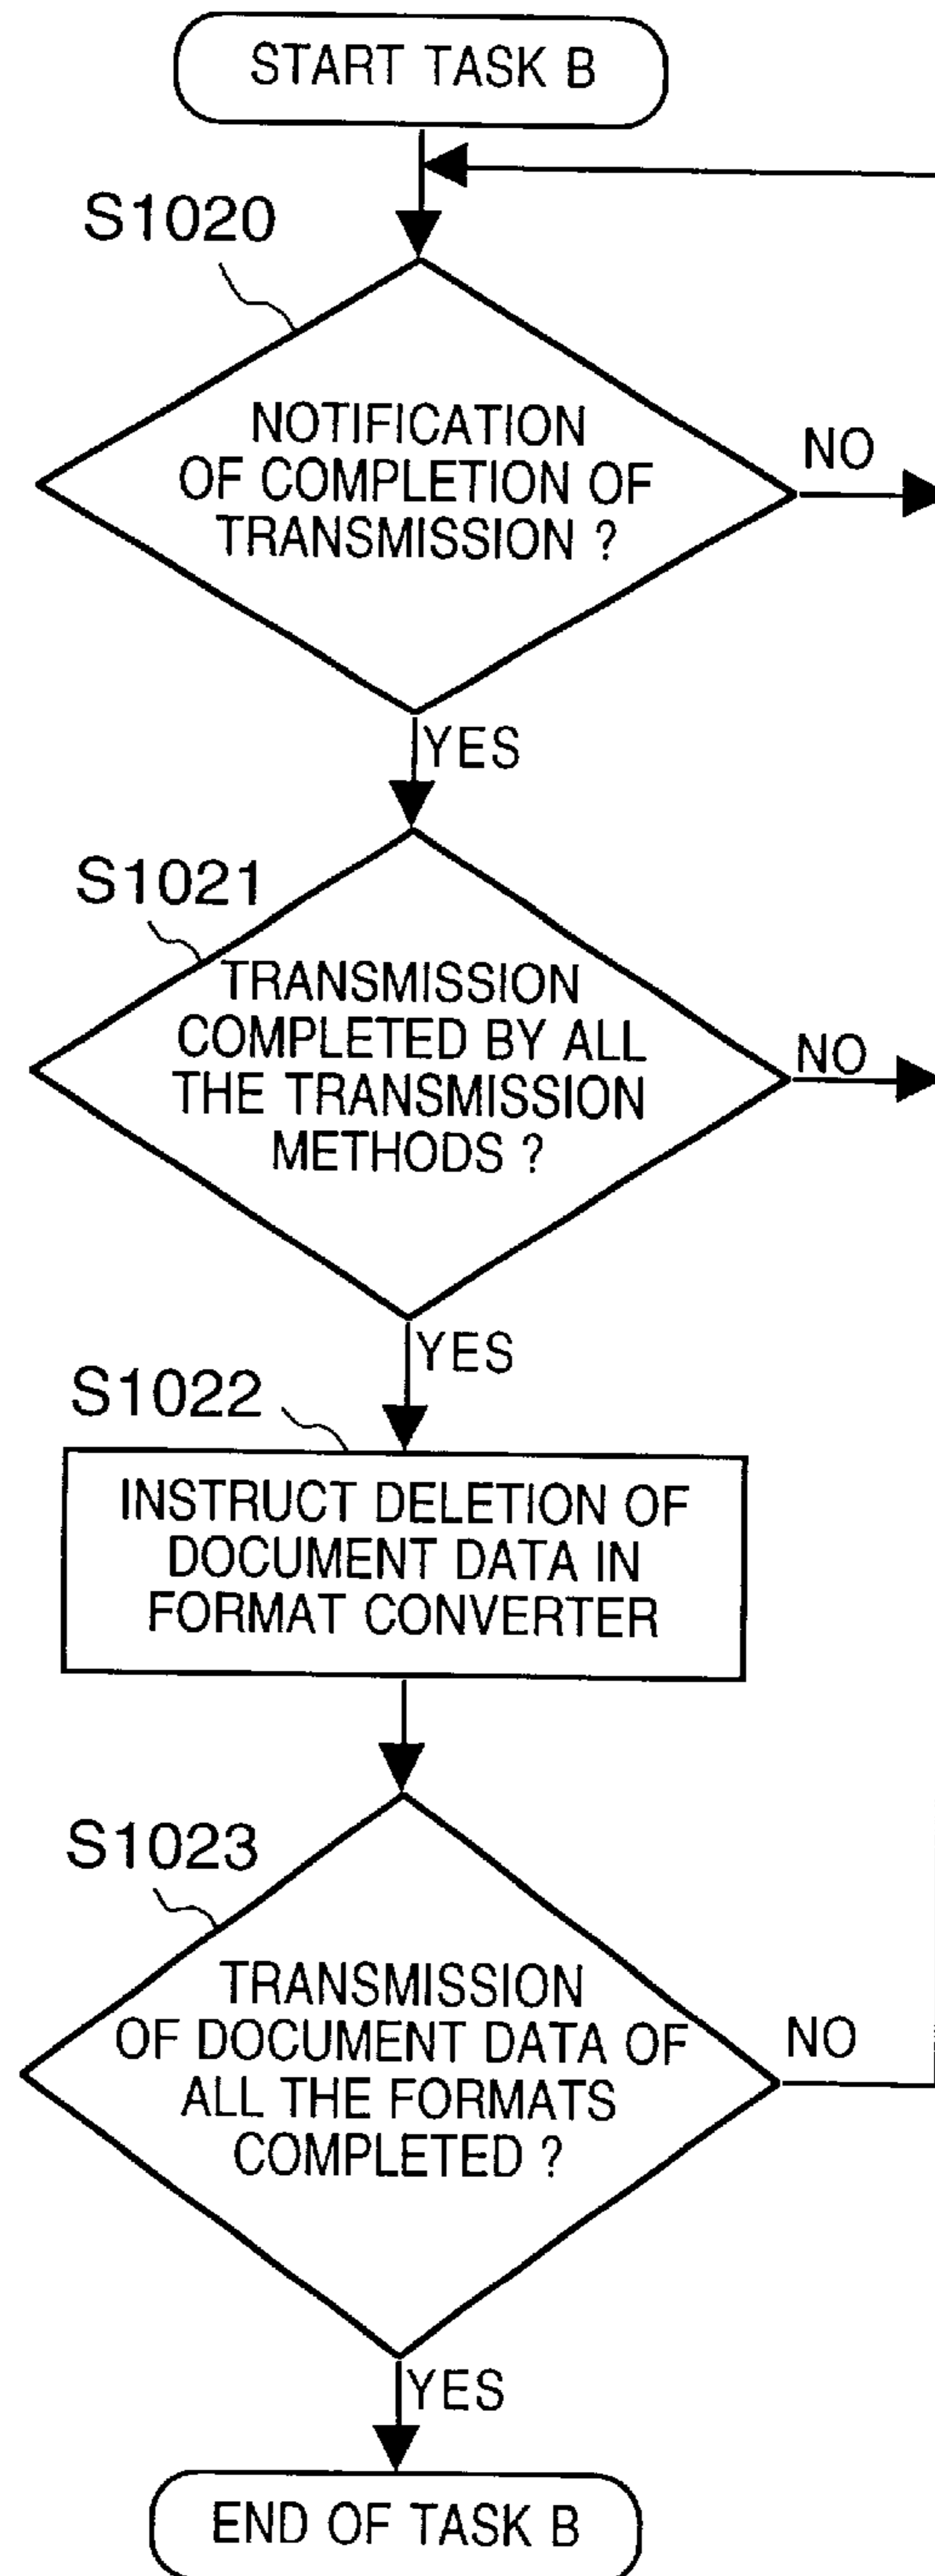 START TASK B
S1020
NOTIFICATION
OF COMPLETION OF
TRANSMISSION ?
NO
YES
S1021
TRANSMISSION
COMPLETED BY ALL
THE TRANSMISSION
METHODS ?
NO
YES
S1022
INSTRUCT DELETION OF
DOCUMENT DATA IN
FORMAT CONVERTER
S1023
TRANSMISSION
OF DOCUMENT DATA OF
ALL THE FORMATS
COMPLETED ?
NO
YES
END OF TASK B